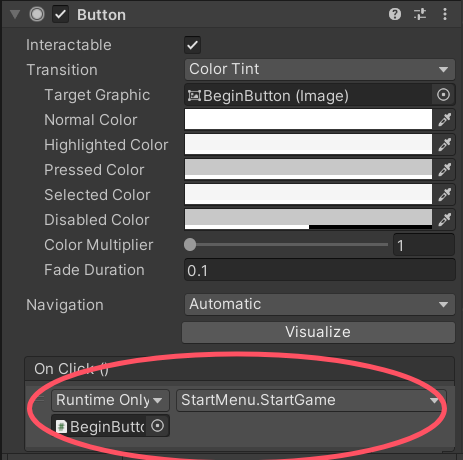 Button
Interactable
Transition Color Tint
Target Graphic BeginButton (Image)
Normal Color
Highlighted Color
Pressed Color
Selected Color
Disabled Color
Color Multiplier 1
Fade Duration 0.1
Navigation Automatic
Visualize
On Click ()
Runtime Only StartMenu.StartGame
BeginButto